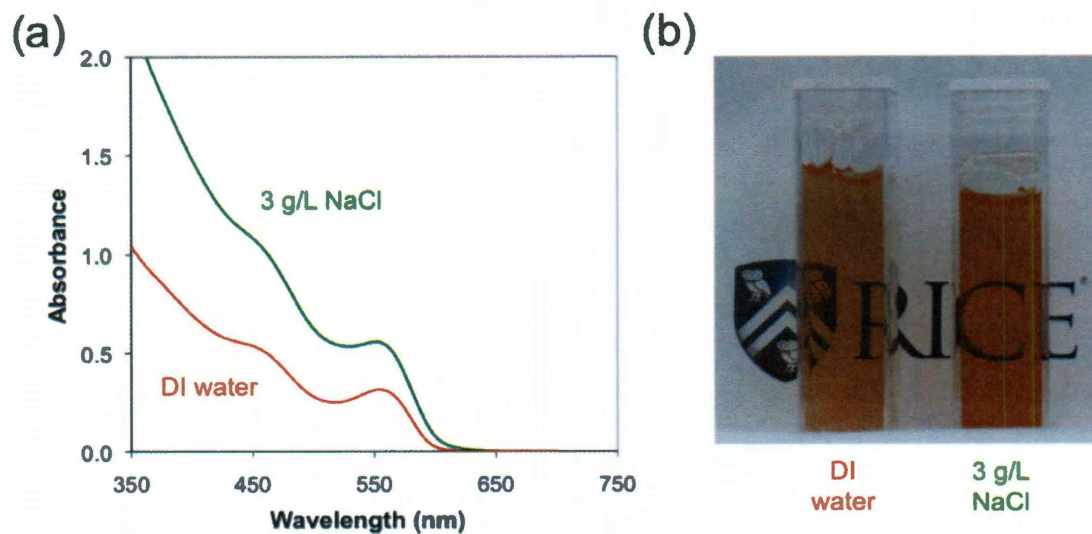 (a)
2.0
1.5
1.0
0.5
0.0
Absorbance
3 g/L NaCl
DI water
350
450
550
650
750
Wavelength (nm)
(b)
RICE
DI
water
3 g/L
NaCl